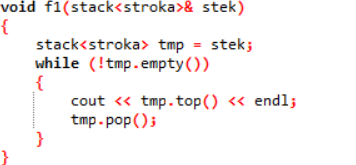 void f1(stack<stroka>& stek)
{
    stack<stroka> tmp = stek;
    while (!tmp.empty())
    {
        cout << tmp.top() << endl;
        tmp.pop();
    }
}